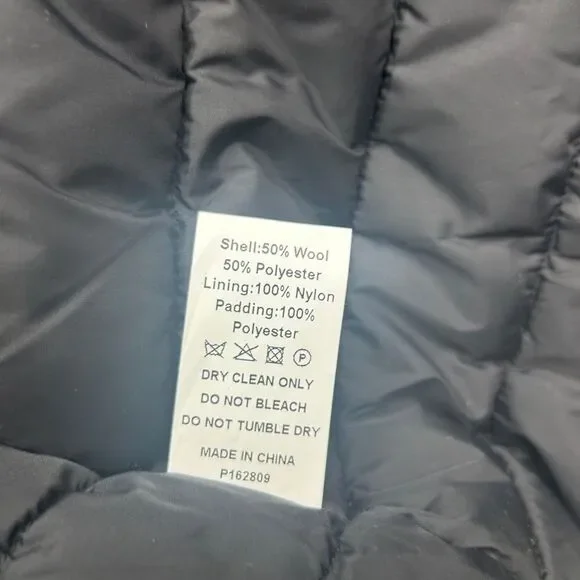 Shell:50% Wool
50% Polyester
Lining:100% Nylon
Padding:100%
Polyester
P
DRY CLEAN ONLY
DO NOT BLEACH
DO NOT TUMBLE DRY
MADE IN CHINA
P162809